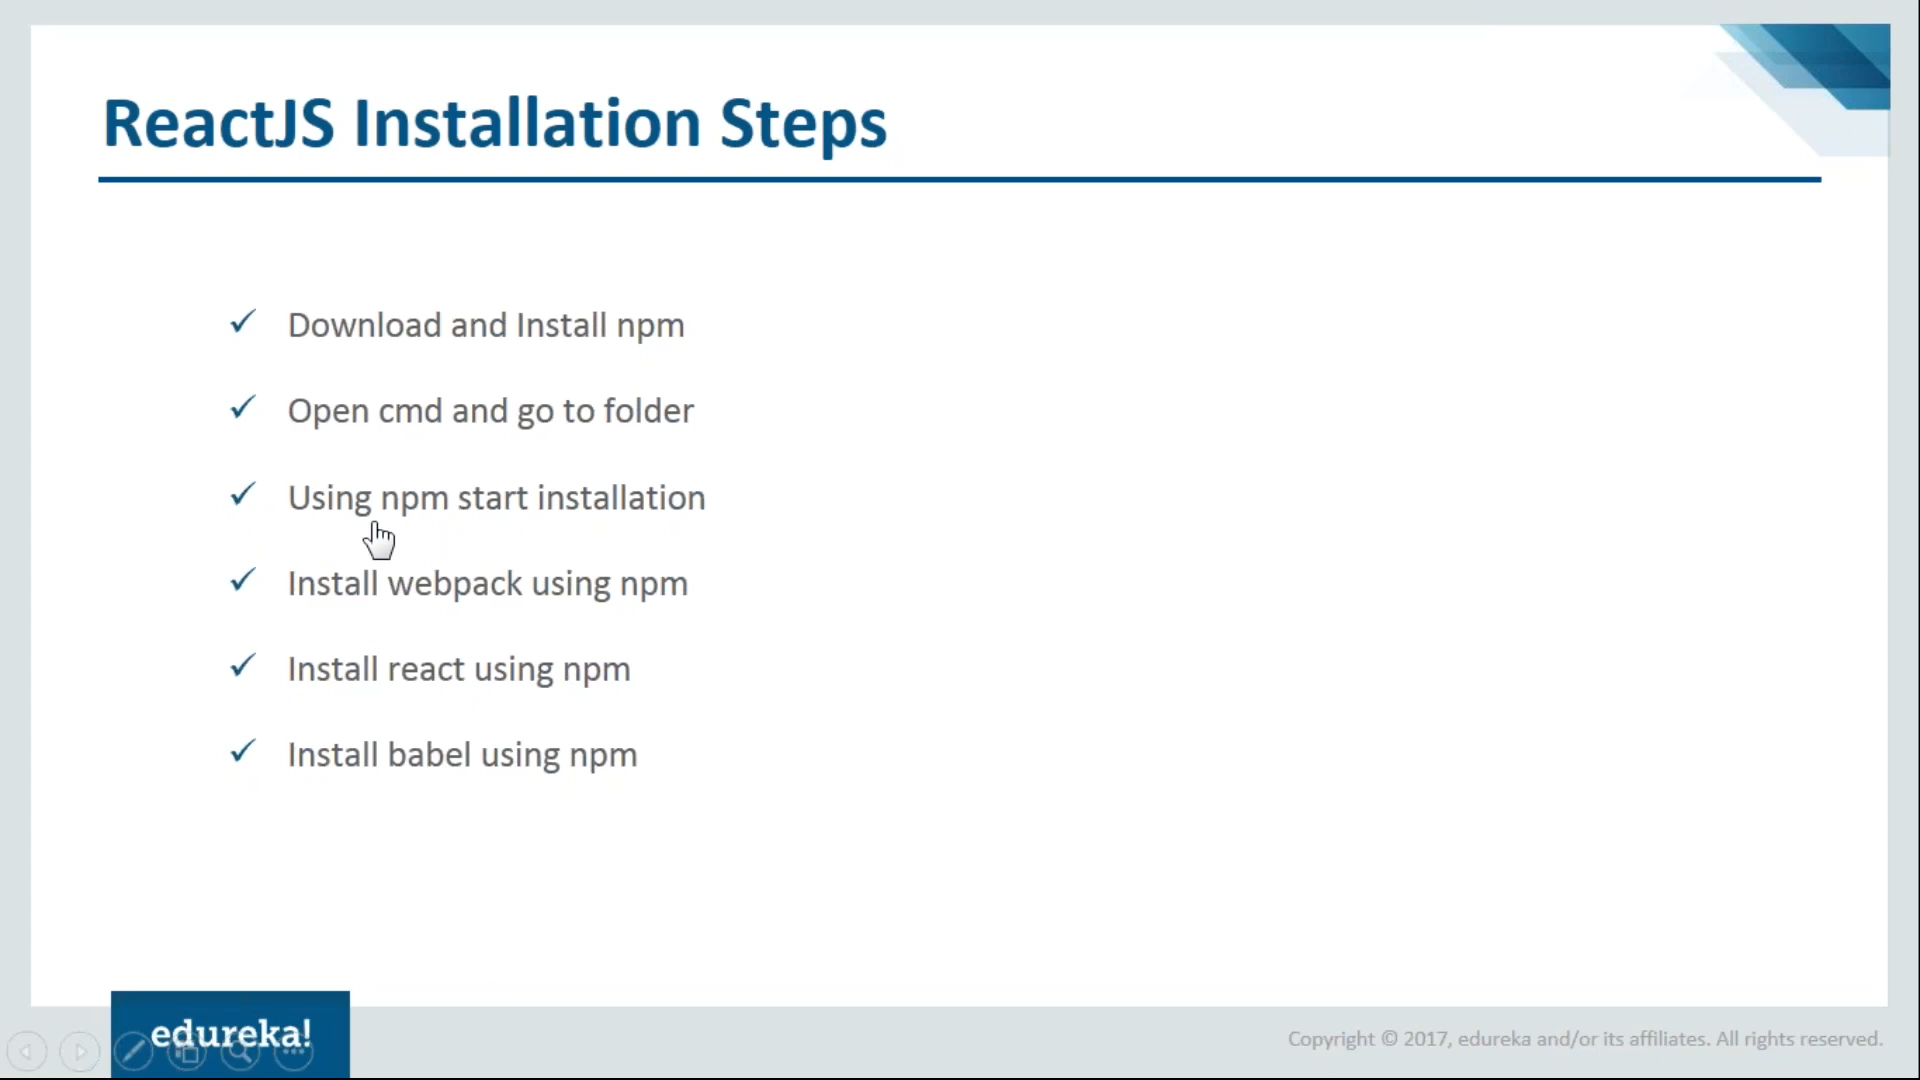 ReactJS Installation Steps
✓ Download and Install npm
✓ Open cmd and go to folder
✓ Using npm start installation
✓ Install webpack using npm
✓ Install react using npm
✓ Install babel using npm
edureka!
Copyright © 2017, edureka and/or its affiliates. All rights reserved.